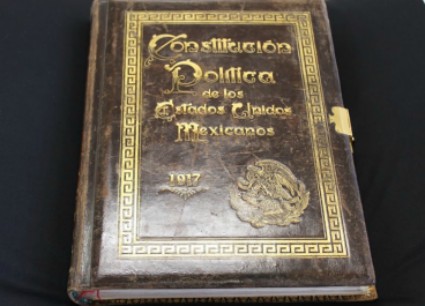 Constitución
Política
de los
Estados Unidos
Mexicanos
1917